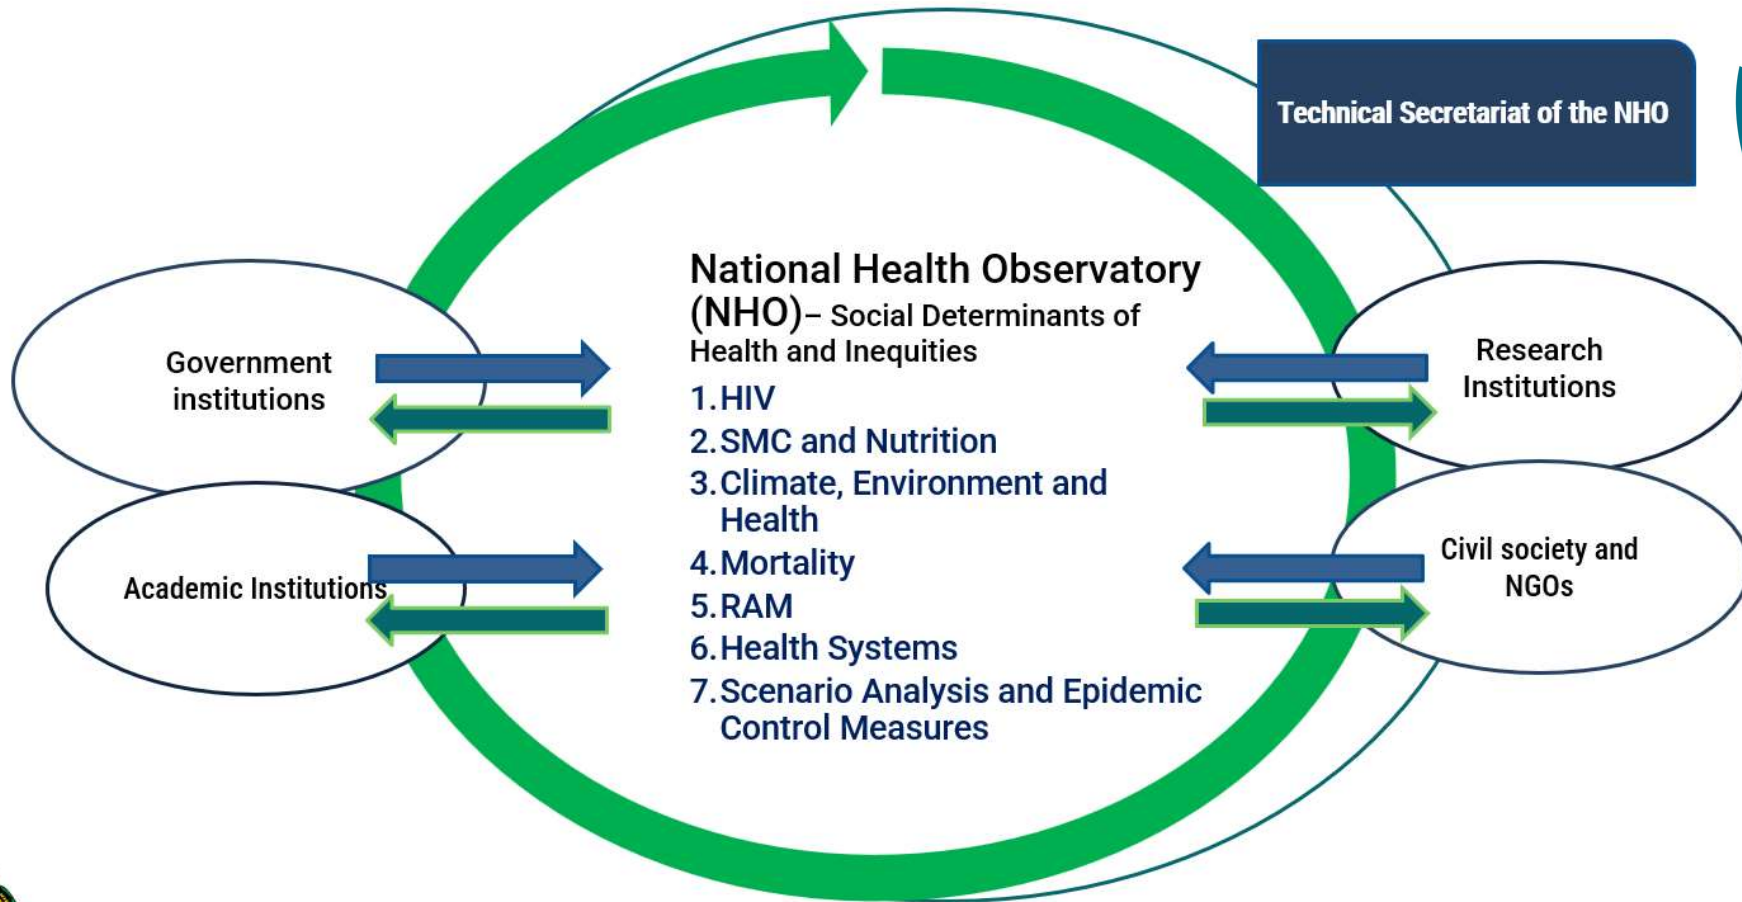 Technical Secretariat of the NHO
National Health Observatory
(NHO)– Social Determinants of
Health and Inequities
1.HIV
2.SMC and Nutrition
3.Climate, Environment and
Health
4.Mortality
5.RAM
6.Health Systems
7.Scenario Analysis and Epidemic
Control Measures
Government
institutions
Academic Institutions
Research
Institutions
Civil society and
NGOs